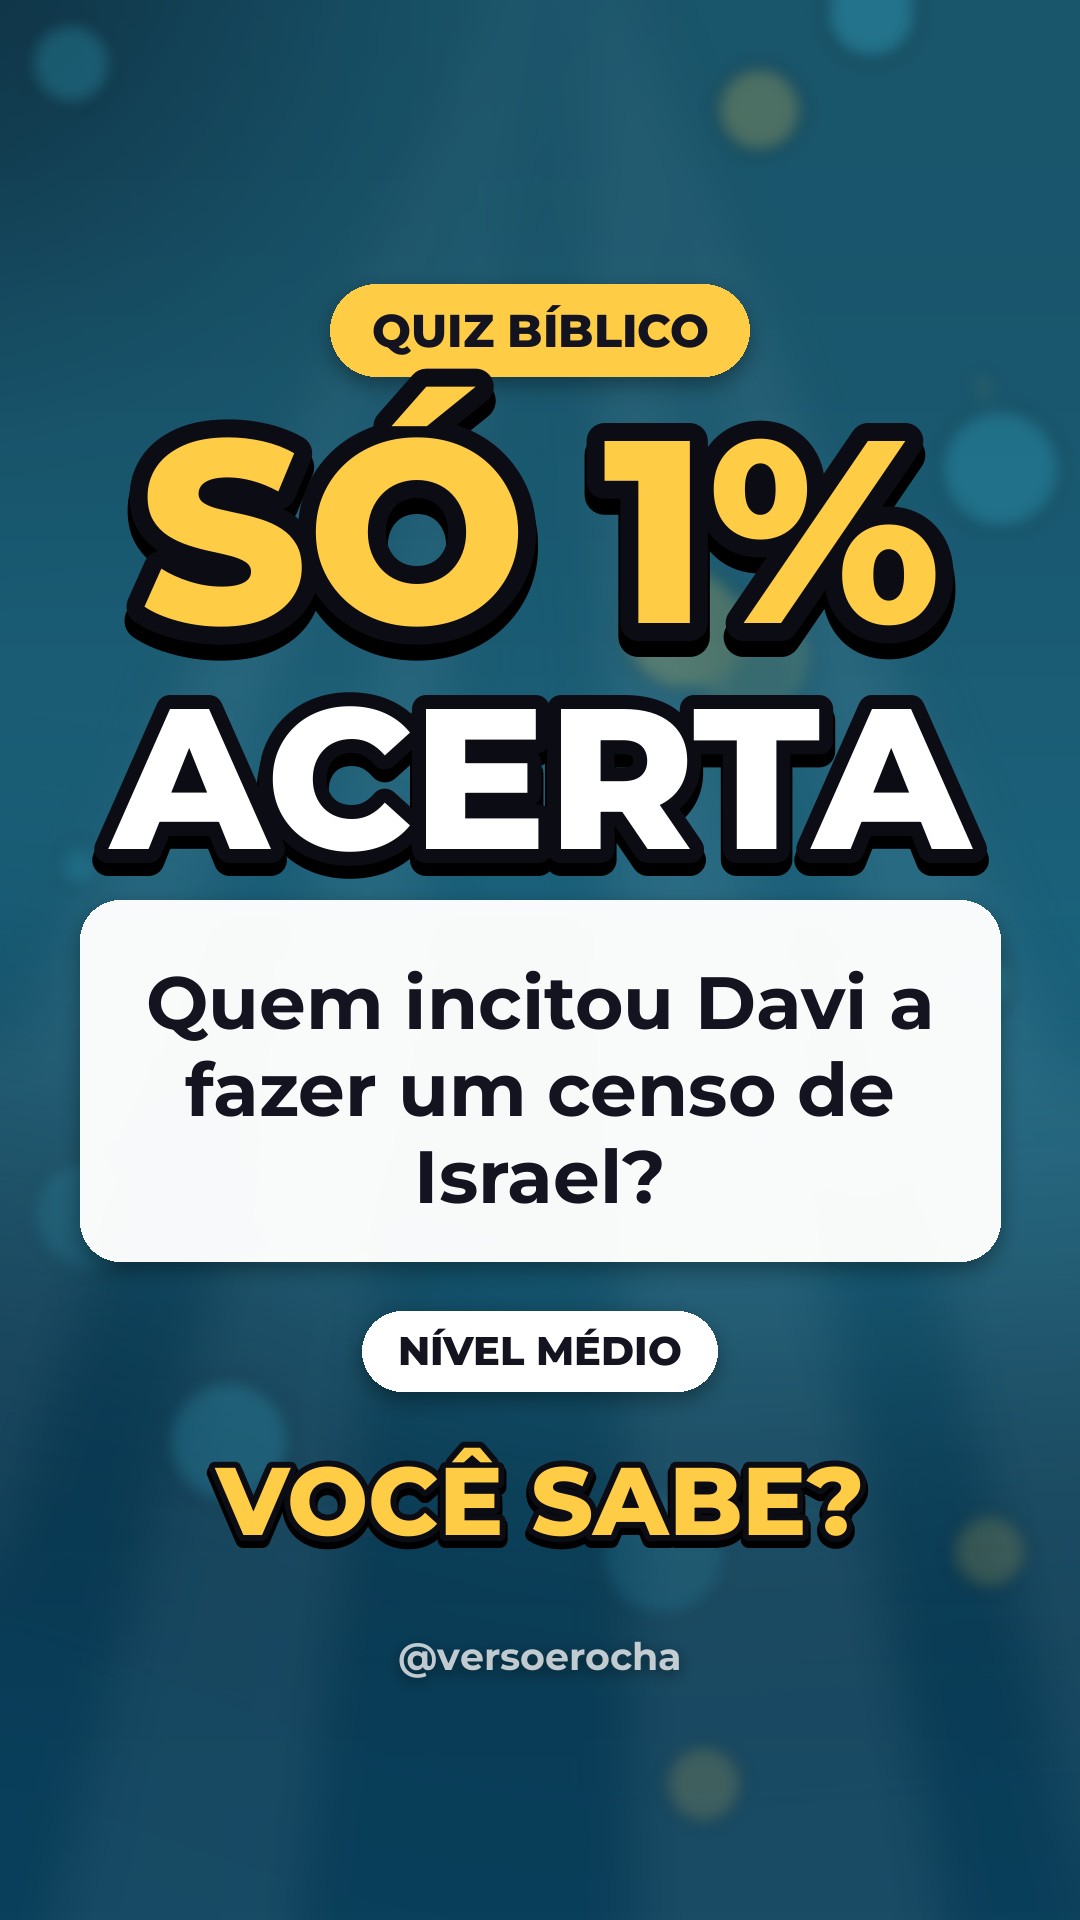 QUIZ BÍBLICO
SÓ 1%
ACERTA
Quem incitou Davi a
fazer um censo de
Israel?
NÍVEL MÉDIO
VOCÊ SABE?
@versoerocha